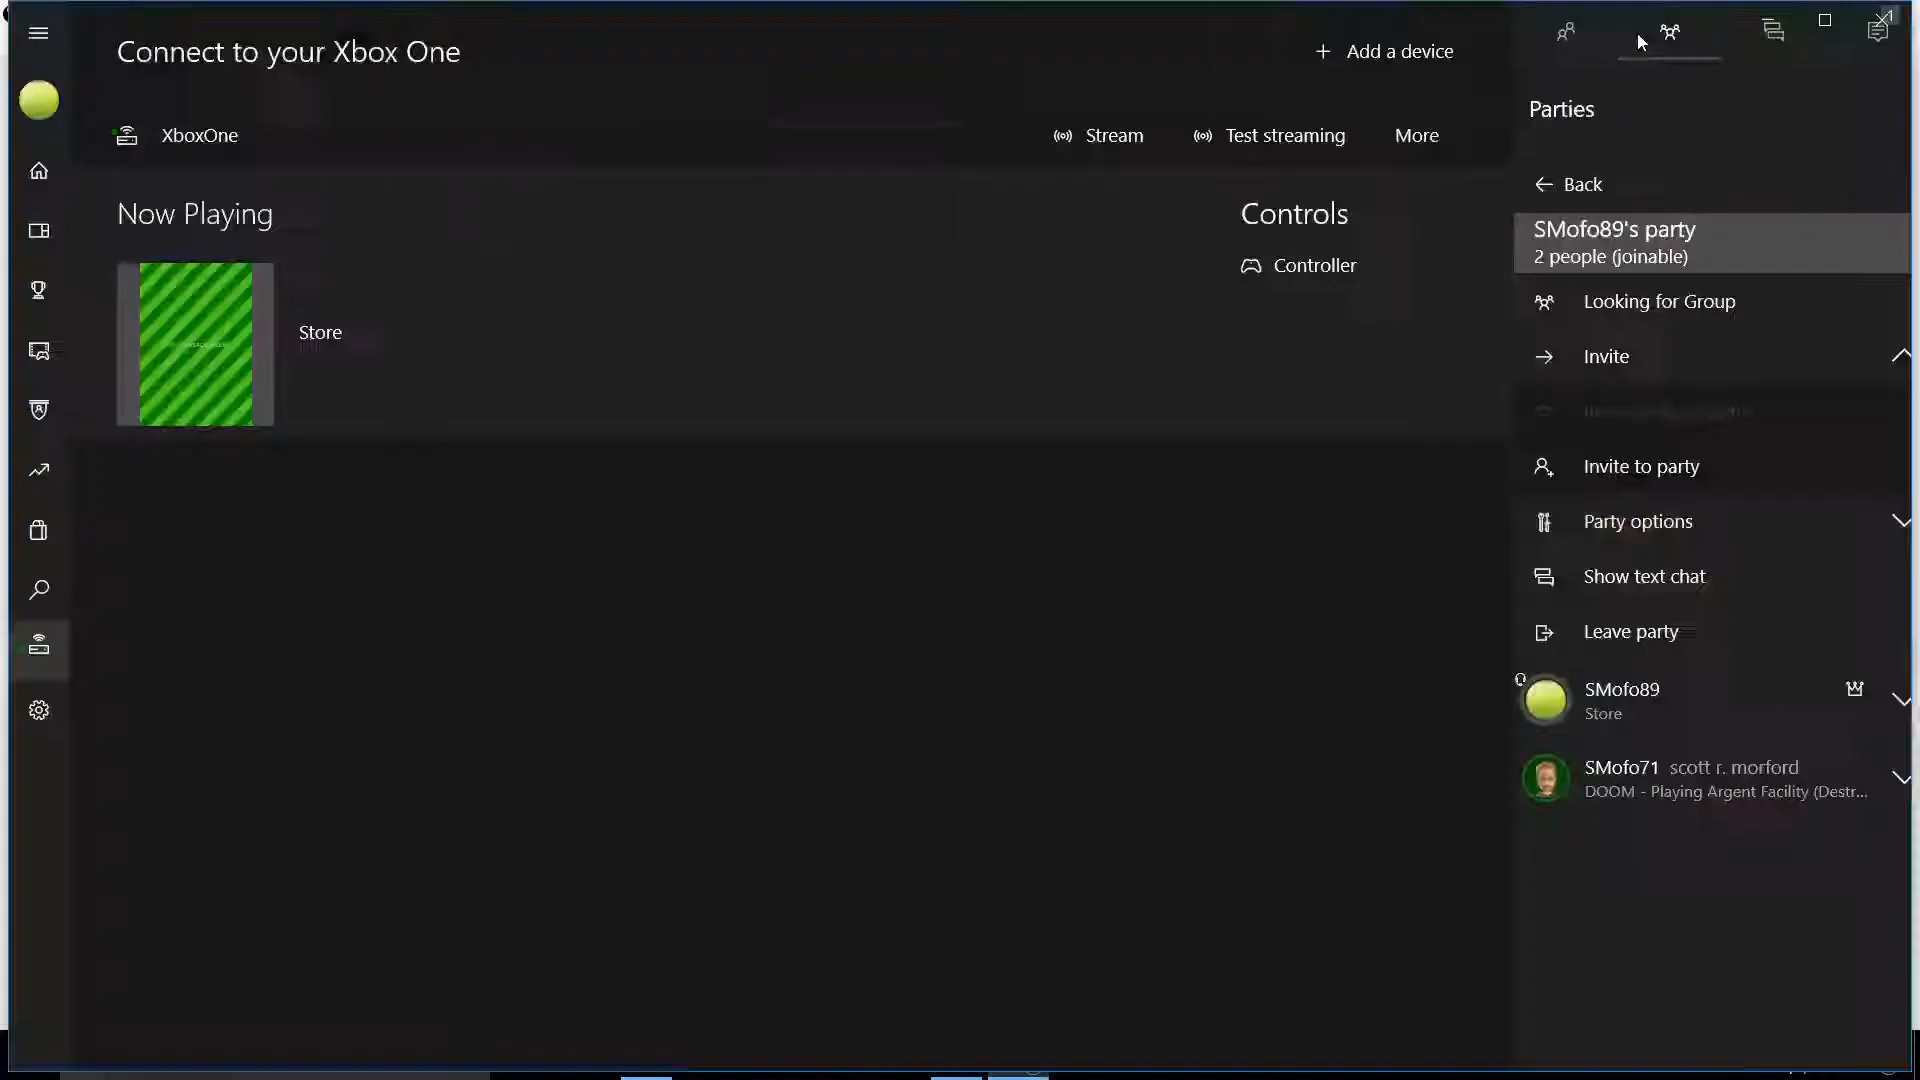 Connect to your Xbox One
Add a device
XboxOne
Stream
Test streaming
More
Now Playing
Store
Controls
Controller
Parties
Back
SMofo89's party
2 people (joinable)
Looking for Group
Invite
Invite to party
Party options
Show text chat
Leave party
SMofo89
Store
SMofo71 scott r. morford
DOOM - Playing Argent Facility (Destr...